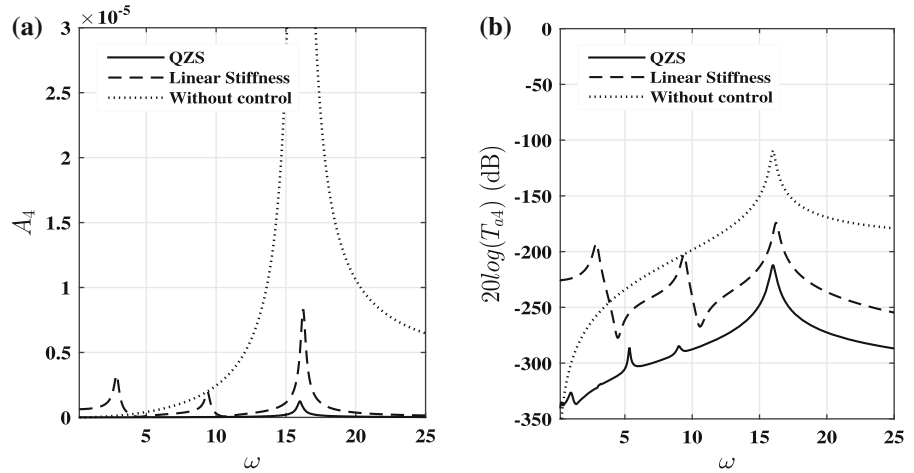 (a)
× 10⁻⁵
3
2.5
2
1.5
1
0.5
0
A₄
QZS
Linear Stiffness
Without control
5
10
15
20
25
ω
(b)
0
-50
-100
-150
-200
-250
-300
-350
20log(Tₐ₄) (dB)
QZS
Linear Stiffness
Without control
5
10
15
20
25
ω